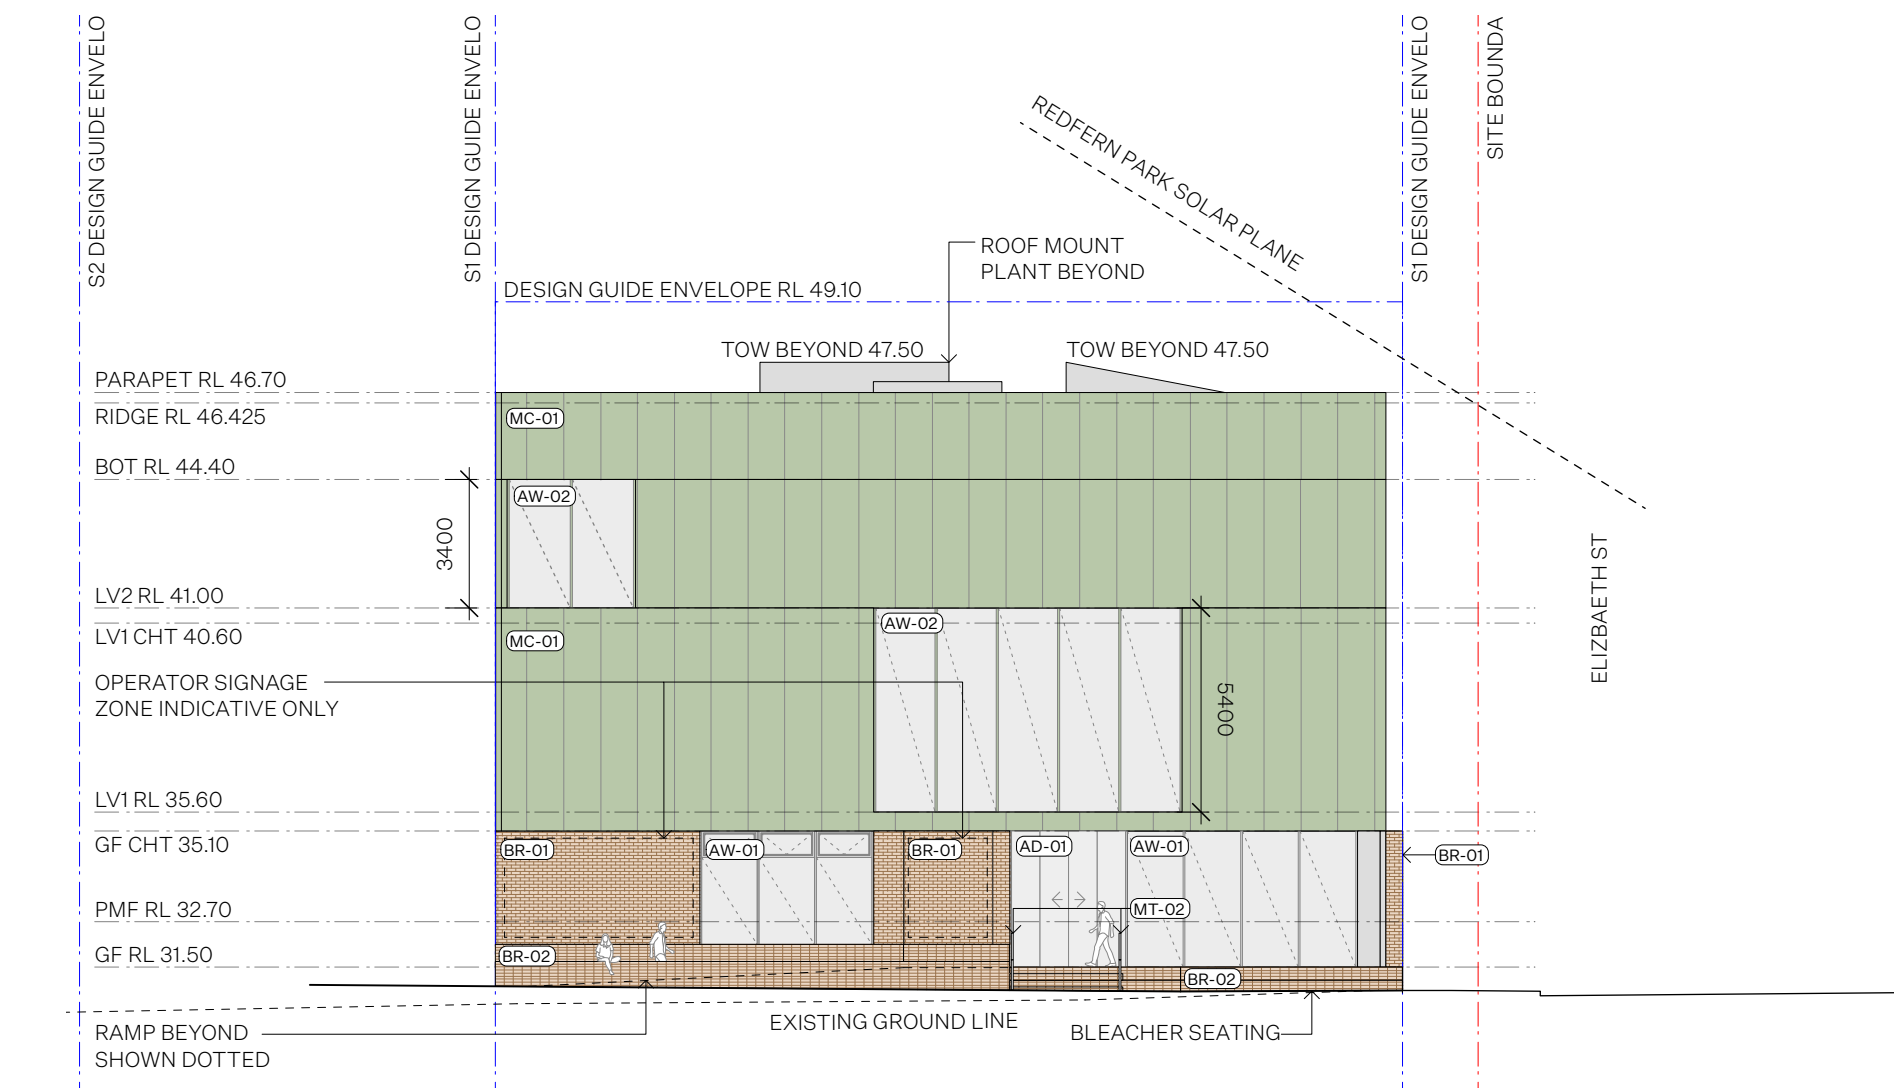 S2 DESIGN GUIDE ENVELO
S1 DESIGN GUIDE ENVELO
S1 DESIGN GUIDE ENVELO
SITE BOUNDA
REDFERN PARK SOLAR PLANE
ROOF MOUNT
PLANT BEYOND
DESIGN GUIDE ENVELOPE RL 49.10
TOW BEYOND 47.50
TOW BEYOND 47.50
PARAPET RL 46.70
RIDGE RL 46.425
MC-01
BOT RL 44.40
AW-02
3400
LV2 RL 41.00
LV1 CHT 40.60
AW-02
MC-01
ELIZBAETH ST
OPERATOR SIGNAGE
ZONE INDICATIVE ONLY
5400
LV1 RL 35.60
GF CHT 35.10
BR-01
AW-01
BR-01
AD-01
AW-01
BR-01
PMF RL 32.70
MT-02
GF RL 31.50
BR-02
BR-02
EXISTING GROUND LINE
BLEACHER SEATING
RAMP BEYOND
SHOWN DOTTED